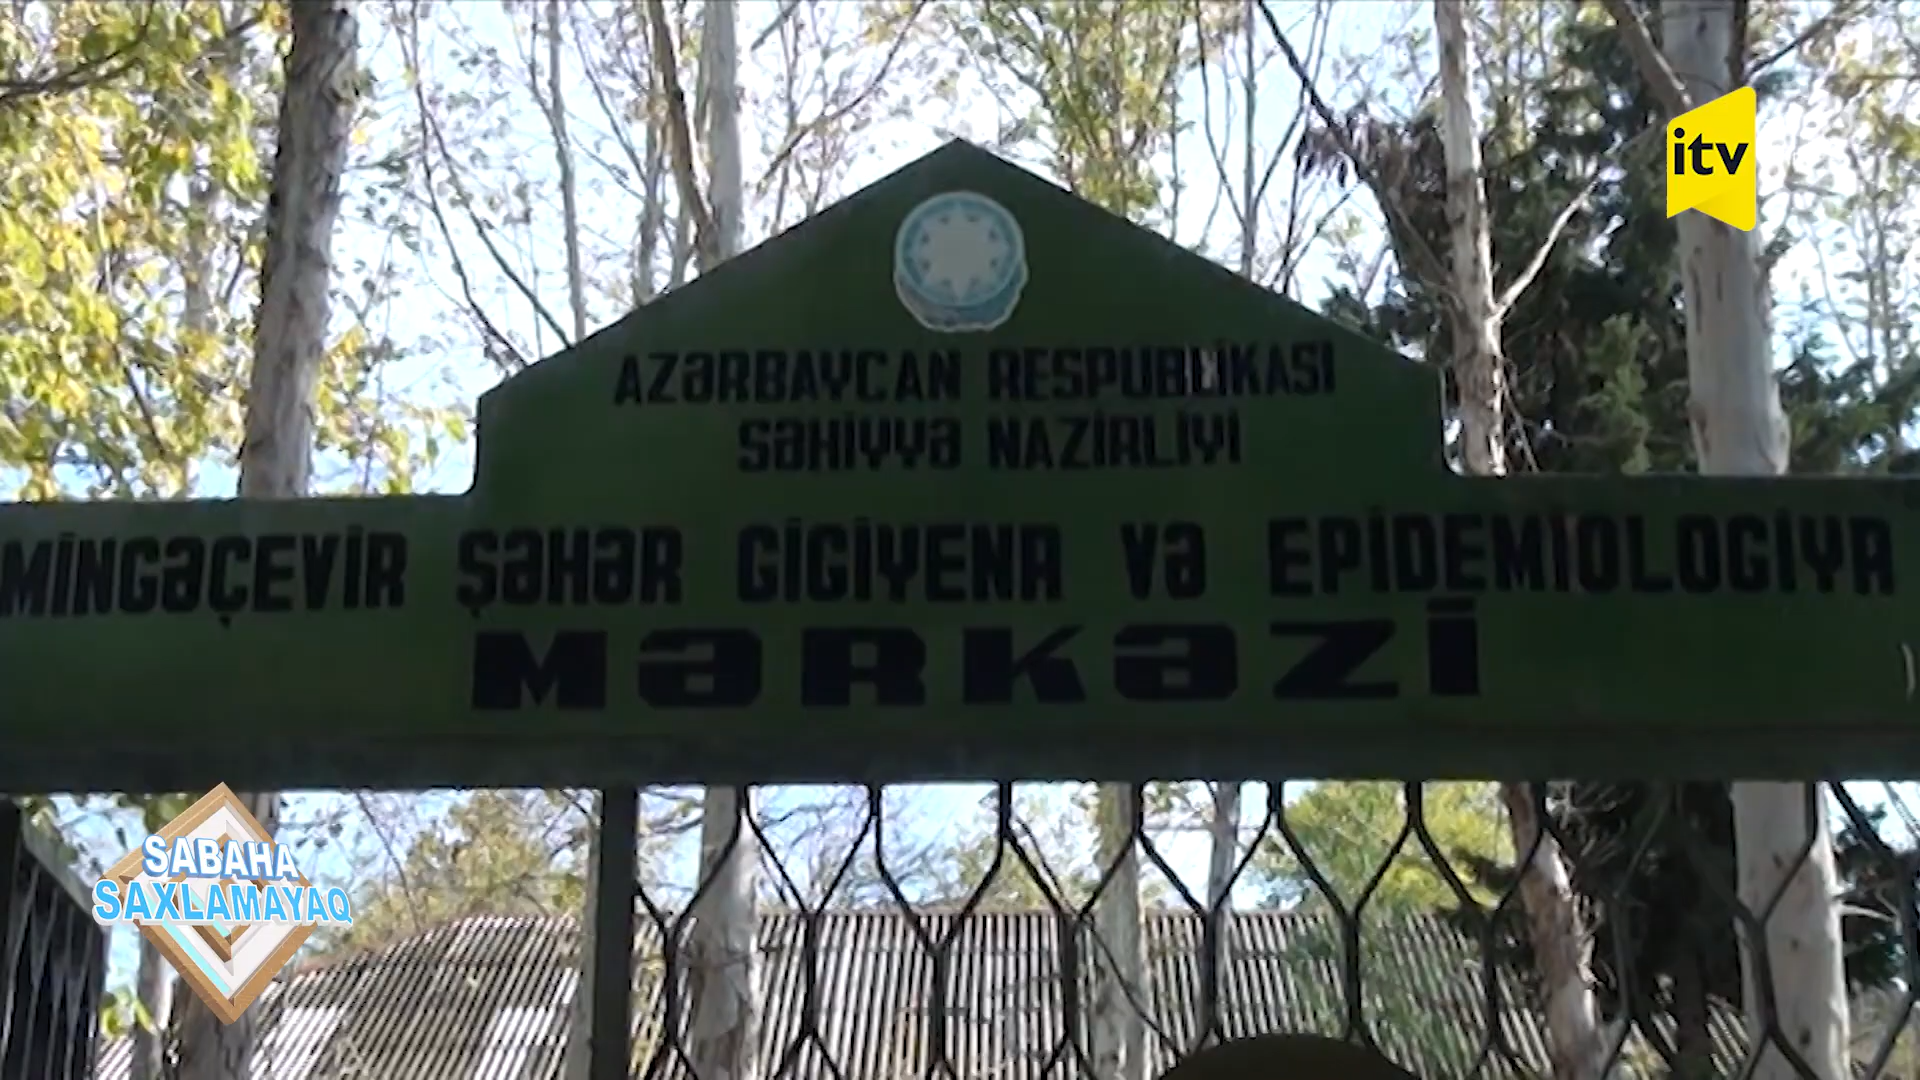 itv
AZƏRBAYCAN RESPUBLİKASI
SƏHİYYƏ NAZİRLİYİ
MİNGƏÇEVİR ŞƏHƏR GİGİYENA VƏ EPİDEMİOLOGİYA
MƏRKƏZİ
SABAHA
SAXLAMAYAQ